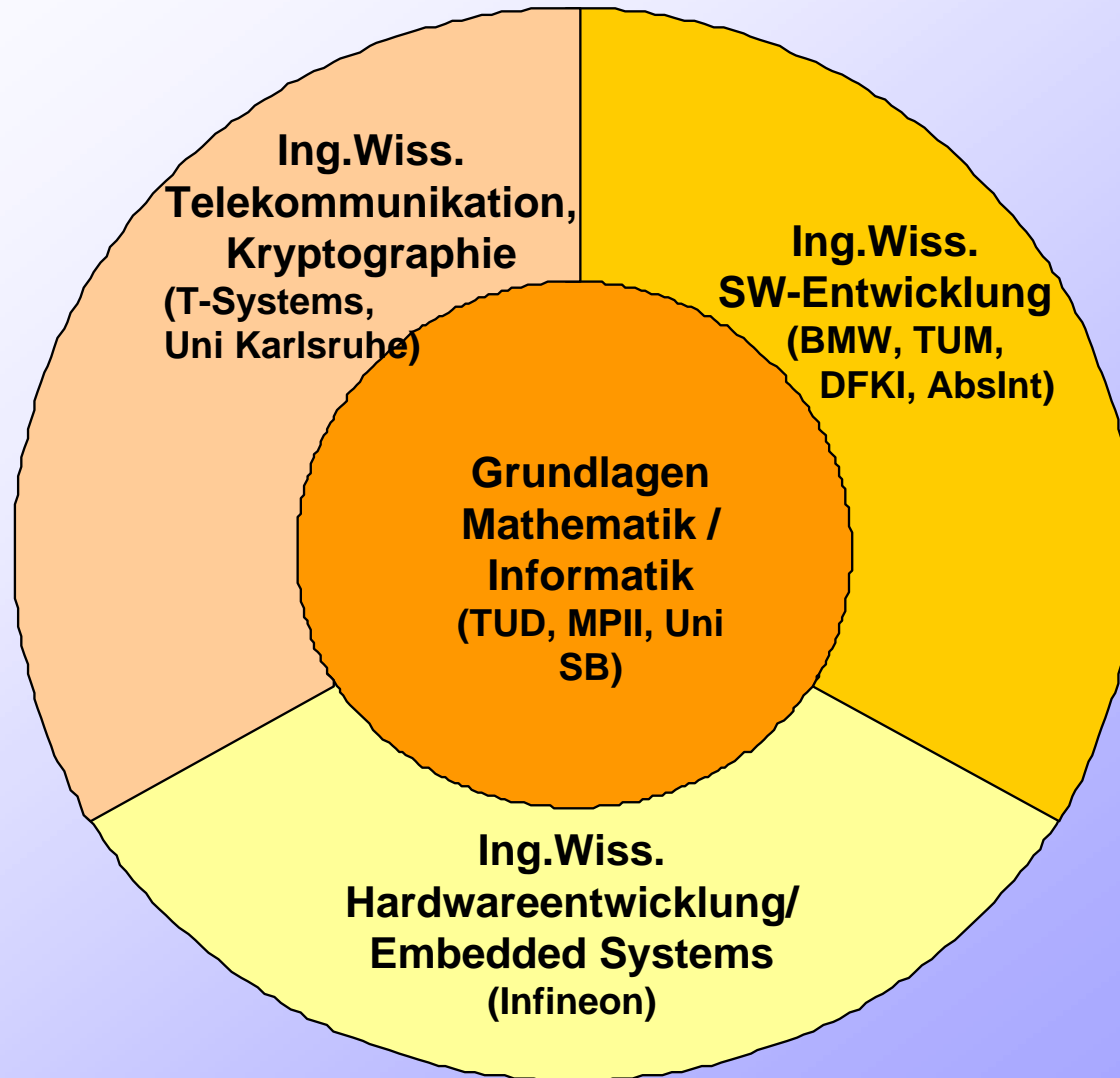 Ing.Wiss.
Telekommunikation,
Kryptographie
(T-Systems,
Uni Karlsruhe)
Ing.Wiss.
SW-Entwicklung
(BMW, TUM,
DFKI, AbsInt)
Grundlagen
Mathematik /
Informatik
(TUD, MPII, Uni
SB)
Ing.Wiss.
Hardwareentwicklung/
Embedded Systems
(Infineon)